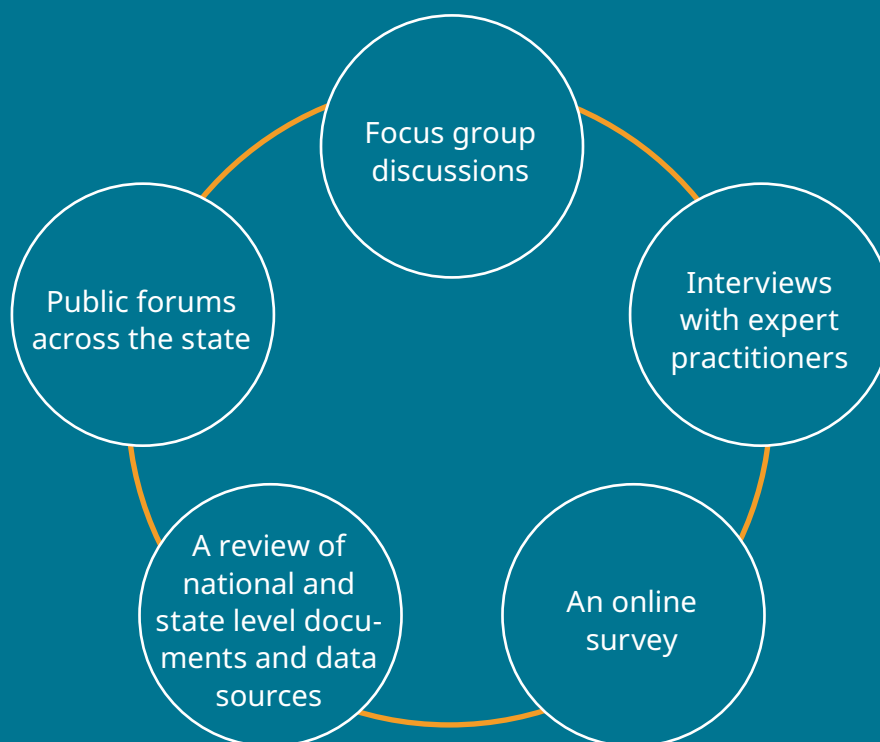 Focus group
discussions
Interviews
with expert
practitioners
An online
survey
A review of
national and
state level docu-
ments and data
sources
Public forums
across the state